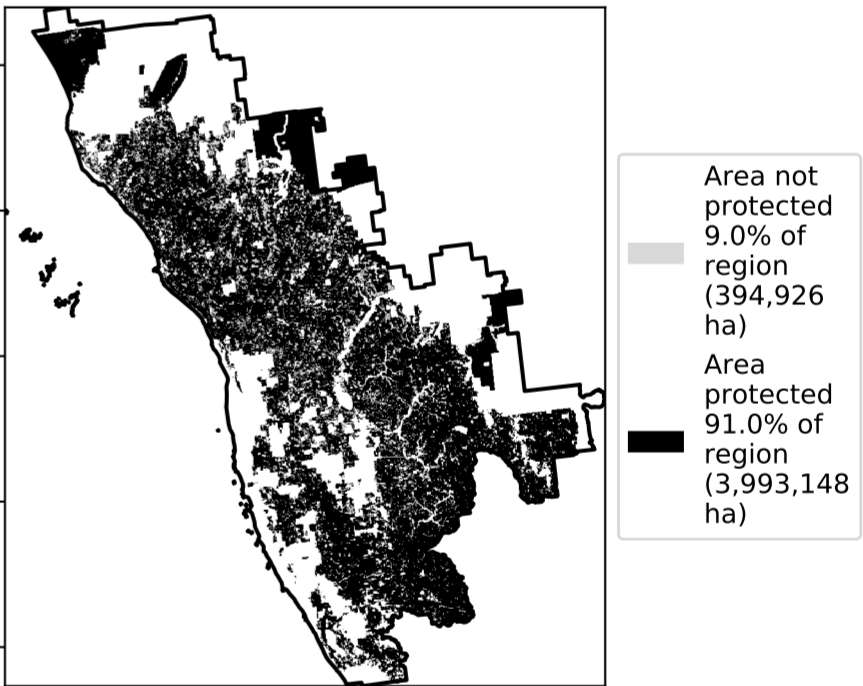 Area not
protected
9.0% of
region
(394,926
ha)
Area
protected
91.0% of
region
(3,993,148
ha)